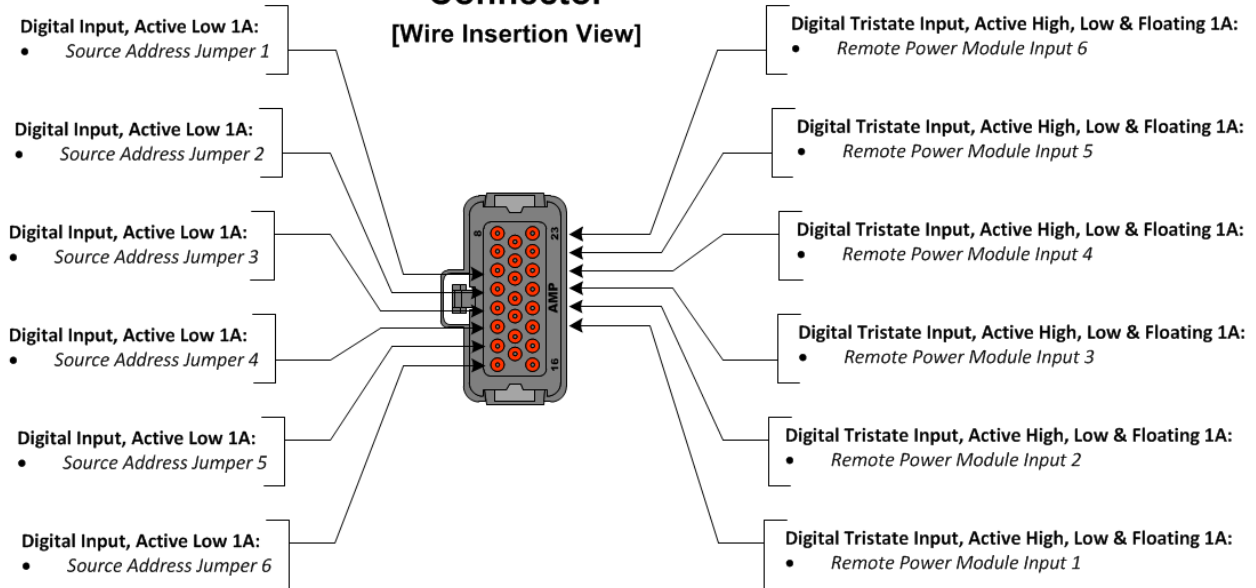 Connector
[Wire Insertion View]
Digital Input, Active Low 1A:
• Source Address Jumper 1
Digital Input, Active Low 1A:
• Source Address Jumper 2
Digital Input, Active Low 1A:
• Source Address Jumper 3
Digital Input, Active Low 1A:
• Source Address Jumper 4
Digital Input, Active Low 1A:
• Source Address Jumper 5
Digital Input, Active Low 1A:
• Source Address Jumper 6
8
23
AMP
16
Digital Tristate Input, Active High, Low & Floating 1A:
• Remote Power Module Input 6
Digital Tristate Input, Active High, Low & Floating 1A:
• Remote Power Module Input 5
Digital Tristate Input, Active High, Low & Floating 1A:
• Remote Power Module Input 4
Digital Tristate Input, Active High, Low & Floating 1A:
• Remote Power Module Input 3
Digital Tristate Input, Active High, Low & Floating 1A:
• Remote Power Module Input 2
Digital Tristate Input, Active High, Low & Floating 1A:
• Remote Power Module Input 1